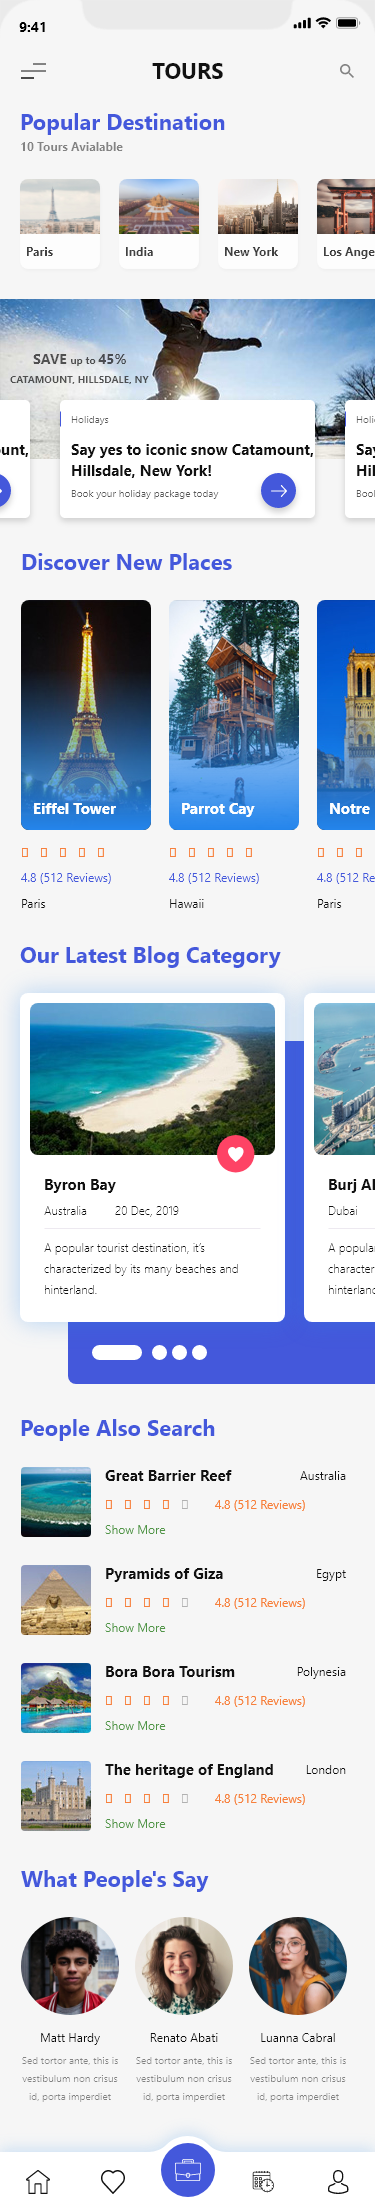 9:41
TOURS
Popular Destination
10 Tours Avialable
Paris
India
New York
Los Ange
SAVE up to 45%
CATAMOUNT, HILLSDALE, NY
Holidays
Say yes to iconic snow Catamount,
Hillsdale, New York!
Book your holiday package today
unt,
Holi
Say
Hil
Bool
Discover New Places
Eiffel Tower
Parrot Cay
Notre
4.8 (512 Reviews)
4.8 (512 Reviews)
4.8 (512 Re
Paris
Hawaii
Paris
Our Latest Blog Category
Byron Bay
Australia
20 Dec, 2019
A popular tourist destination, it's
characterized by its many beaches and
hinterland.
Burj Al
Dubai
A popula
character
hinterland
People Also Search
Great Barrier Reef
Australia
4.8 (512 Reviews)
Show More
Pyramids of Giza
Egypt
4.8 (512 Reviews)
Show More
Bora Bora Tourism
Polynesia
4.8 (512 Reviews)
Show More
The heritage of England
London
4.8 (512 Reviews)
Show More
What People's Say
Matt Hardy
Sed tortor ante, this is
vestibulum non crisus
id, porta imperdiet
Renato Abati
Sed tortor ante, this is
vestibulum non crisus
id, porta imperdiet
Luanna Cabral
Sed tortor ante, this is
vestibulum non crisus
id, porta imperdiet